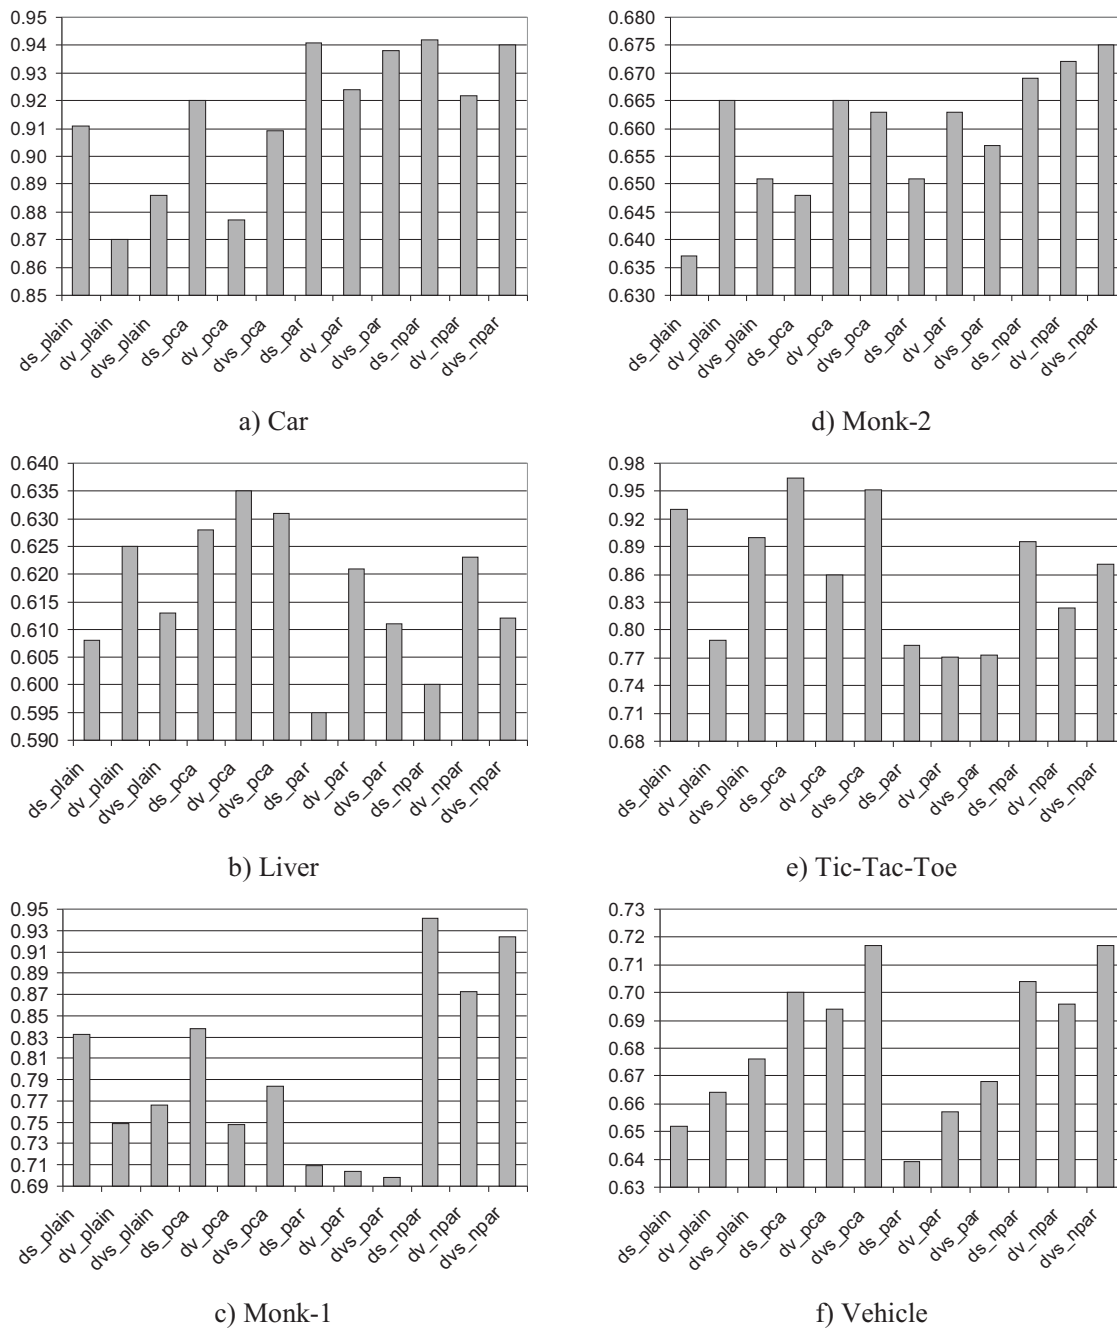 0.95
0.94
0.93
0.92
0.91
0.90
0.89
0.88
0.87
0.86
0.85
ds_plain
dv_plain
dvs_plain
ds_pca
dv_pca
dvs_pca
ds_par
dv_par
dvs_par
ds_npar
dv_npar
dvs_npar
a) Car
0.680
0.675
0.670
0.665
0.660
0.655
0.650
0.645
0.640
0.635
0.630
ds_plain
dv_plain
dvs_plain
ds_pca
dv_pca
dvs_pca
ds_par
dv_par
dvs_par
ds_npar
dv_npar
dvs_npar
d) Monk-2
0.640
0.635
0.630
0.625
0.620
0.615
0.610
0.605
0.600
0.595
0.590
ds_plain
dv_plain
dvs_plain
ds_pca
dv_pca
dvs_pca
ds_par
dv_par
dvs_par
ds_npar
dv_npar
dvs_npar
b) Liver
0.98
0.95
0.92
0.89
0.86
0.83
0.80
0.77
0.74
0.71
0.68
ds_plain
dv_plain
dvs_plain
ds_pca
dv_pca
dvs_pca
ds_par
dv_par
dvs_par
ds_npar
dv_npar
dvs_npar
e) Tic-Tac-Toe
0.95
0.93
0.91
0.89
0.87
0.85
0.83
0.81
0.79
0.77
0.75
0.73
0.71
0.69
ds_plain
dv_plain
dvs_plain
ds_pca
dv_pca
dvs_pca
ds_par
dv_par
dvs_par
ds_npar
dv_npar
dvs_npar
c) Monk-1
0.73
0.72
0.71
0.70
0.69
0.68
0.67
0.66
0.65
0.64
0.63
ds_plain
dv_plain
dvs_plain
ds_pca
dv_pca
dvs_pca
ds_par
dv_par
dvs_par
ds_npar
dv_npar
dvs_npar
f) Vehicle